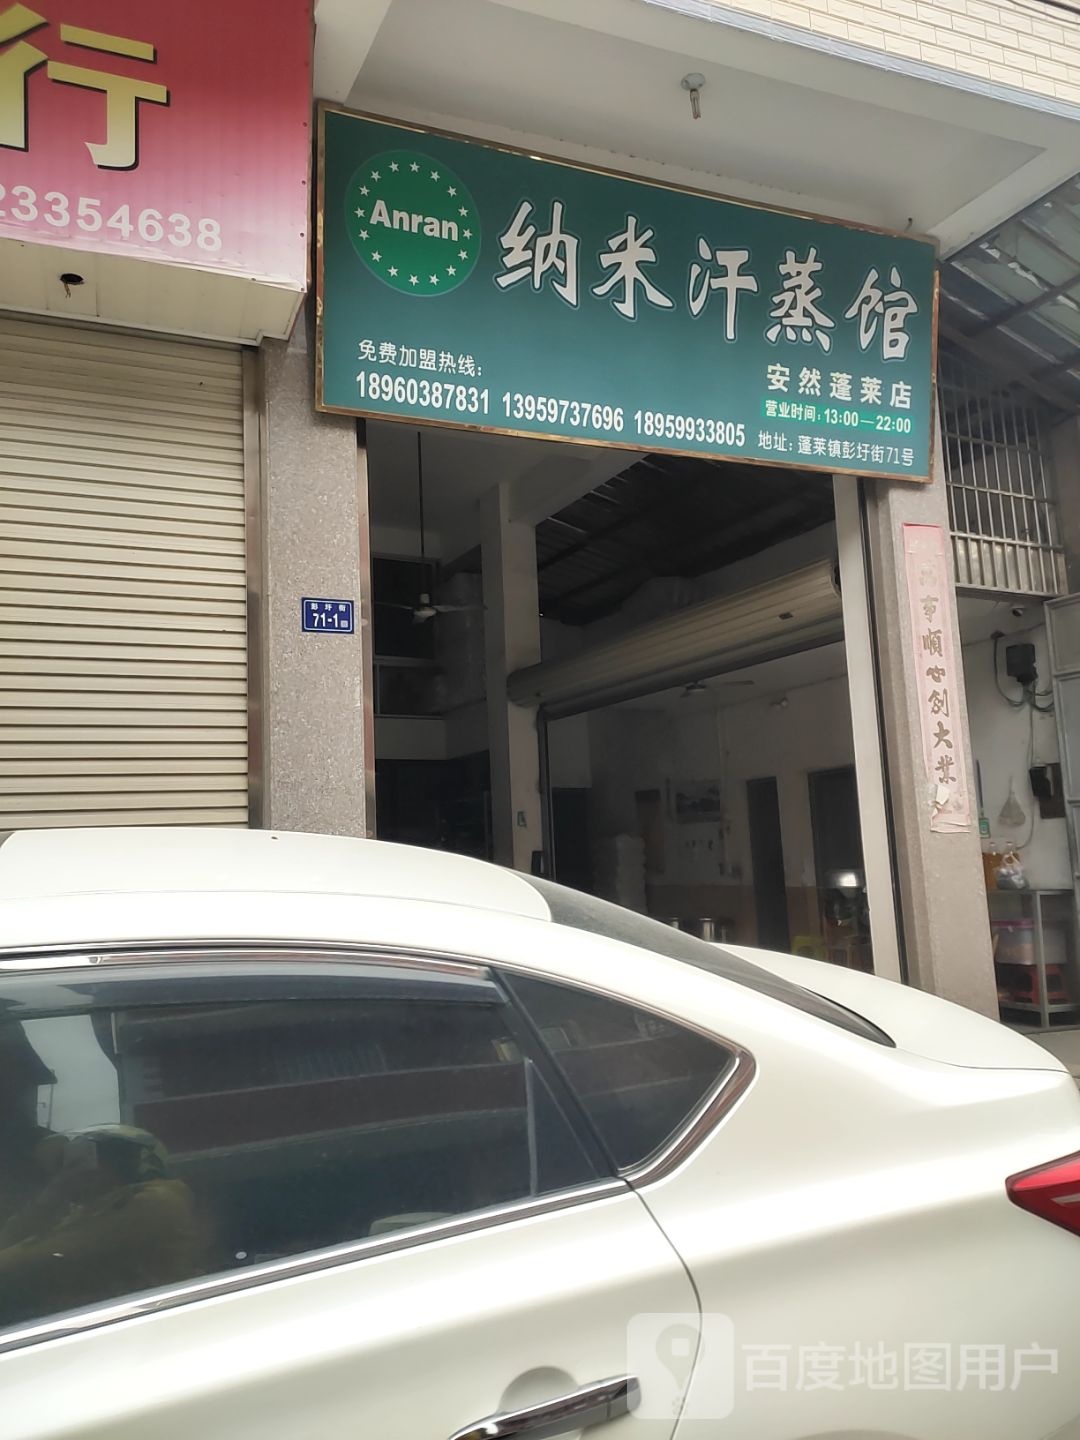 行
23354638
Anran
纳米汗蒸馆
免费加盟热线：
18960387831 13959737696 18959933805
安然蓬莱店
营业时间：13:00—22:00
地址：蓬莱镇彭圩街71号
彭圩街
71-1
事順心创大業
百度地图用户